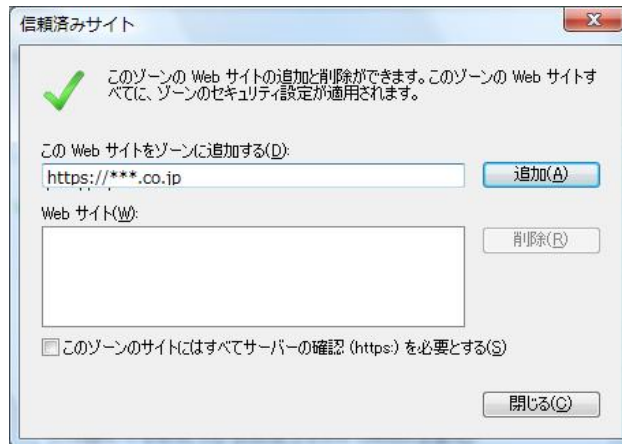 信頼済みサイト
このゾーンの Web サイトの追加と削除ができます。このゾーンの Web サイトす
べてに、ゾーンのセキュリティ設定が適用されます。
この Web サイトをゾーンに追加する(D):
https://***.co.jp
追加(A)
Web サイト(W):
削除(R)
このゾーンのサイトにはすべてサーバーの確認 (https:) を必要とする(S)
閉じる(C)